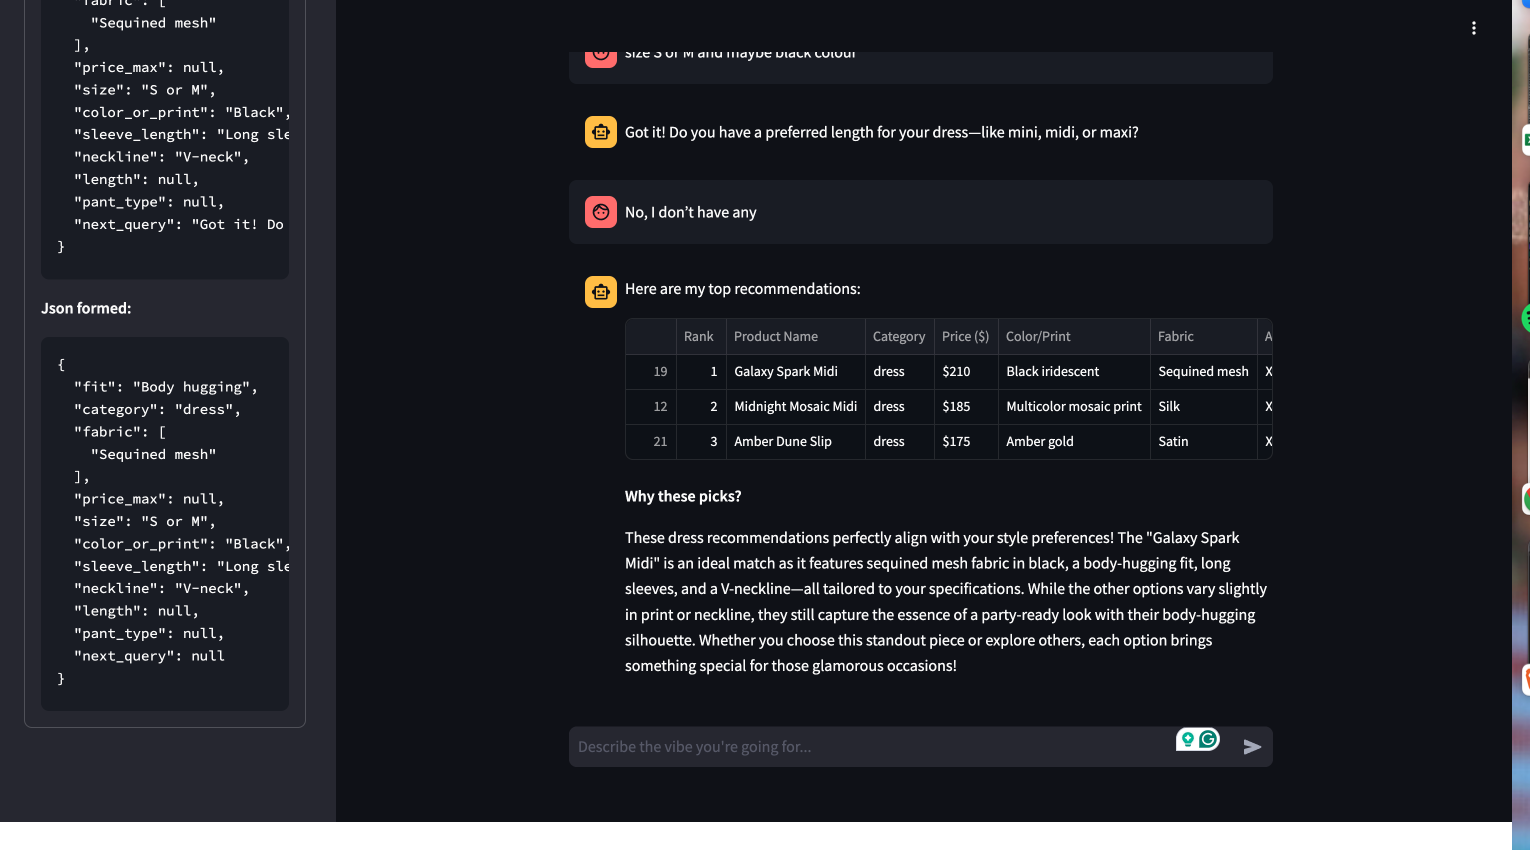 "fabric": [
"Sequined mesh"
],
"price_max": null,
"size": "S or M",
"color_or_print": "Black",
"sleeve_length": "Long sle
"neckline": "V-neck",
"length": null,
"pant_type": null,
"next_query": "Got it! Do
}
Json formed:
{
"fit": "Body hugging",
"category": "dress",
"fabric": [
"Sequined mesh"
],
"price_max": null,
"size": "S or M",
"color_or_print": "Black",
"sleeve_length": "Long sle
"neckline": "V-neck",
"length": null,
"pant_type": null,
"next_query": null
}
size S or M and maybe black colour
Got it! Do you have a preferred length for your dress—like mini, midi, or maxi?
No, I don’t have any
Here are my top recommendations:
Rank Product Name Category Price ($) Color/Print Fabric A
19 1 Galaxy Spark Midi dress $210 Black iridescent Sequined mesh X
12 2 Midnight Mosaic Midi dress $185 Multicolor mosaic print Silk X
21 3 Amber Dune Slip dress $175 Amber gold Satin X
Why these picks?
These dress recommendations perfectly align with your style preferences! The "Galaxy Spark
Midi" is an ideal match as it features sequined mesh fabric in black, a body-hugging fit, long
sleeves, and a V-neckline—all tailored to your specifications. While the other options vary slightly
in print or neckline, they still capture the essence of a party-ready look with their body-hugging
silhouette. Whether you choose this standout piece or explore others, each option brings
something special for those glamorous occasions!
Describe the vibe you're going for...